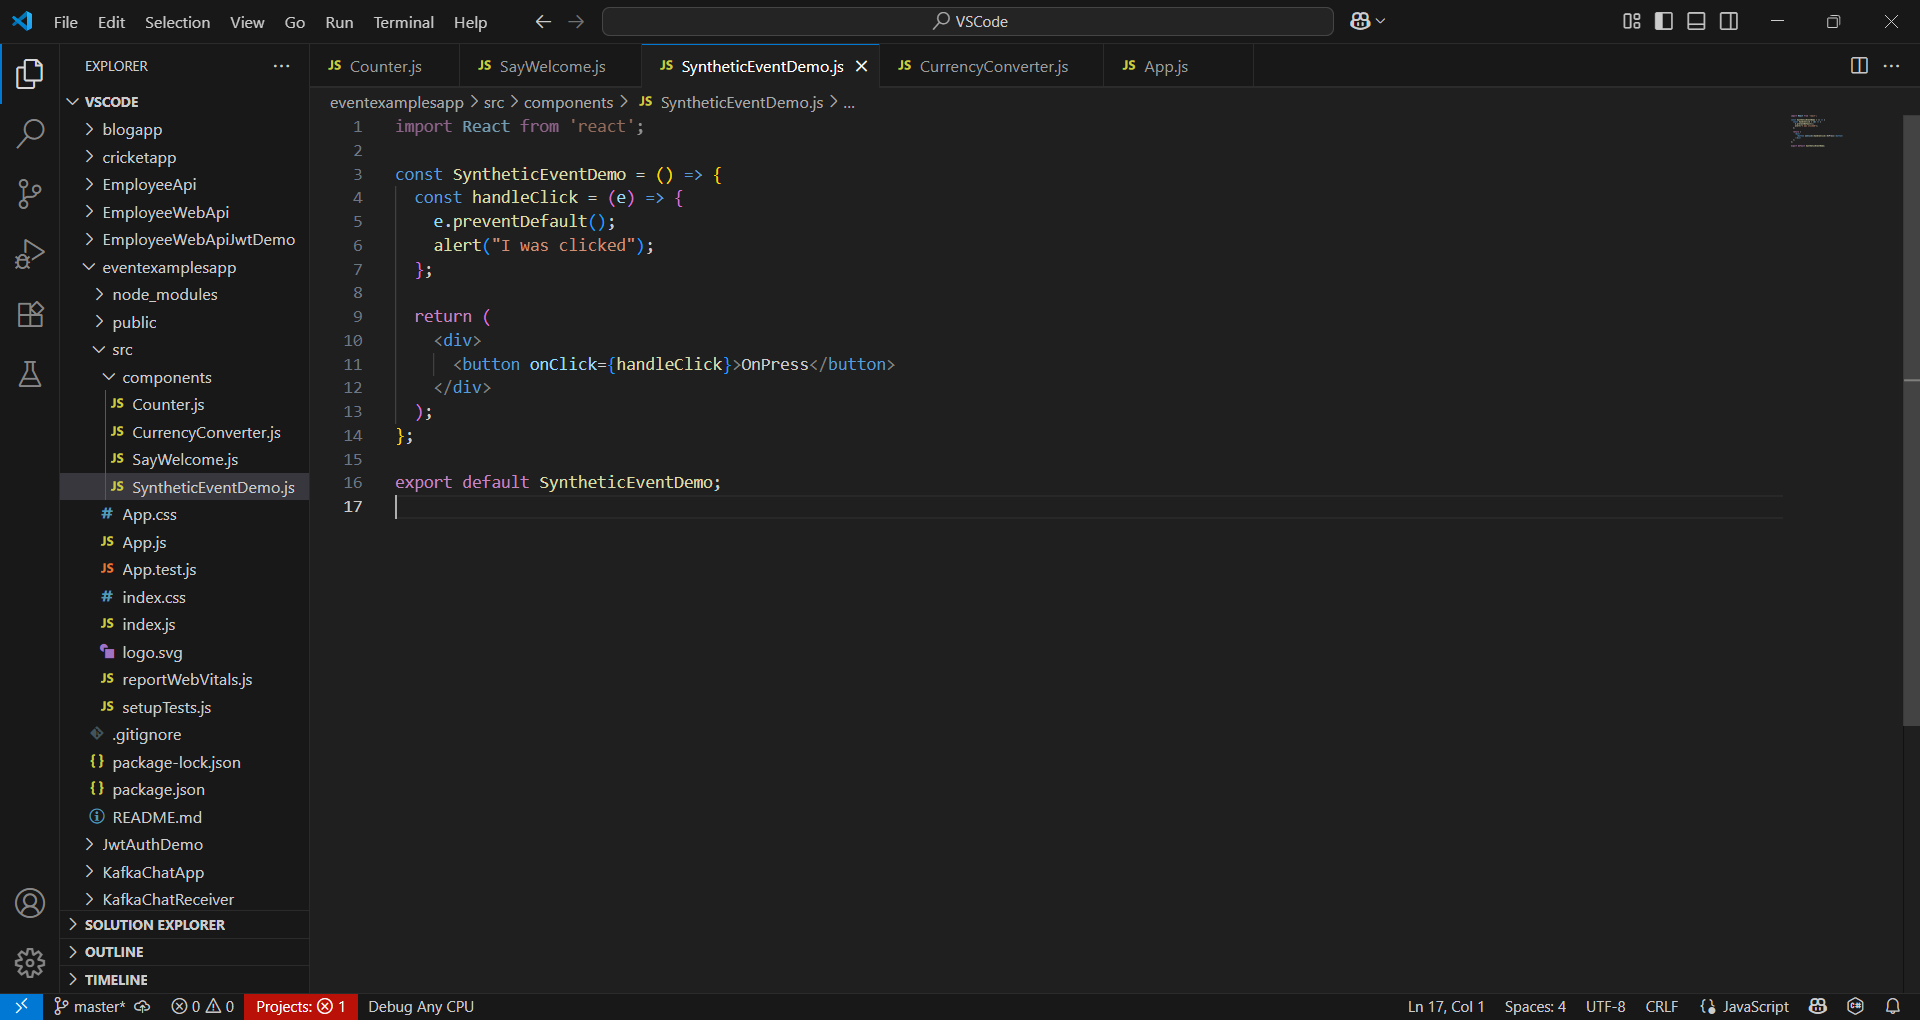 File Edit Selection View Go Run Terminal Help
VSCode
EXPLORER
VSCODE
blogapp
cricketapp
EmployeeApi
EmployeeWebApi
EmployeeWebApiJwtDemo
eventexamplesapp
node_modules
public
src
components
JS Counter.js
JS CurrencyConverter.js
JS SayWelcome.js
JS SyntheticEventDemo.js
# App.css
JS App.js
JS App.test.js
# index.css
JS index.js
logo.svg
JS reportWebVitals.js
JS setupTests.js
.gitignore
{} package-lock.json
{} package.json
README.md
JwtAuthDemo
KafkaChatApp
KafkaChatReceiver
SOLUTION EXPLORER
OUTLINE
TIMELINE
JS Counter.js JS SayWelcome.js JS SyntheticEventDemo.js JS CurrencyConverter.js JS App.js
eventexamplesapp > src > components > JS SyntheticEventDemo.js > ...
1 import React from 'react';
2
3 const SyntheticEventDemo = () => {
4 const handleClick = (e) => {
5 e.preventDefault();
6 alert("I was clicked");
7 };
8
9 return (
10 <div>
11 <button onClick={handleClick}>OnPress</button>
12 </div>
13 );
14 };
15
16 export default SyntheticEventDemo;
17
master* 0 0 Projects: 1 Debug Any CPU Ln 17, Col 1 Spaces: 4 UTF-8 CRLF JavaScript